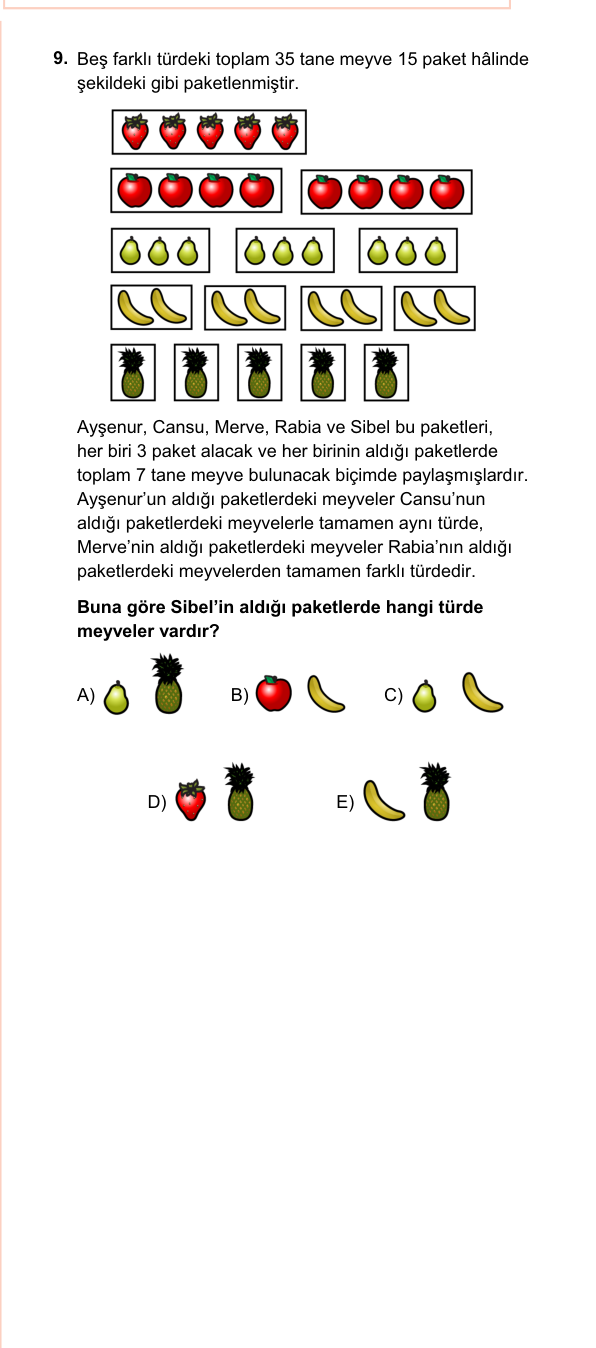 9. Beş farklı türdeki toplam 35 tane meyve 15 paket hâlinde
şekildeki gibi paketlenmiştir.
Ayşenur, Cansu, Merve, Rabia ve Sibel bu paketleri,
her biri 3 paket alacak ve her birinin aldığı paketlerde
toplam 7 tane meyve bulunacak biçimde paylaşmışlardır.
Ayşenur’un aldığı paketlerdeki meyveler Cansu’nun
aldığı paketlerdeki meyvelerle tamamen aynı türde,
Merve’nin aldığı paketlerdeki meyveler Rabia’nın aldığı
paketlerdeki meyvelerden tamamen farklı türdedir.
Buna göre Sibel’in aldığı paketlerde hangi türde
meyveler vardır?
A) B) C)
D) E)